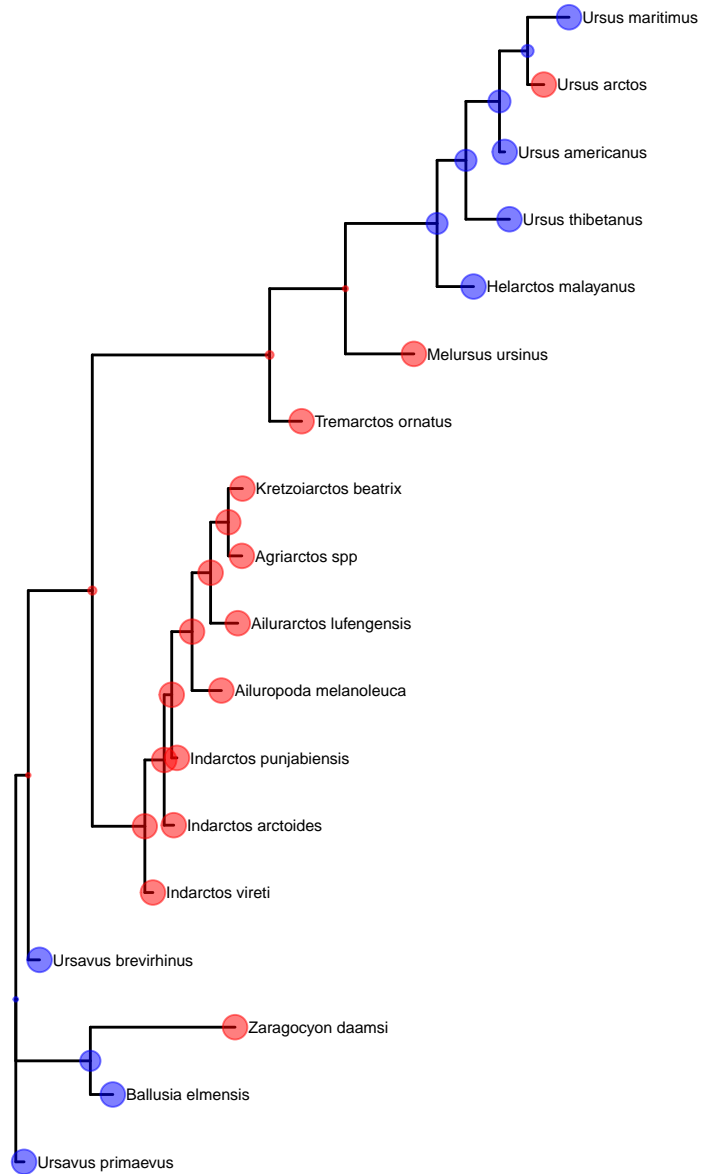 Ursus maritimus
Ursus arctos
Ursus americanus
Ursus thibetanus
Helarctos malayanus
Melursus ursinus
Tremarctos ornatus
Kretzoiarctos beatrix
Agriarctos spp
Ailurarctos lufengensis
Ailuropoda melanoleuca
Indarctos punjabiensis
Indarctos arctoides
Indarctos vireti
Ursavus brevirhinus
Zaragocyon daamsi
Ballusia elmensis
Ursavus primaevus